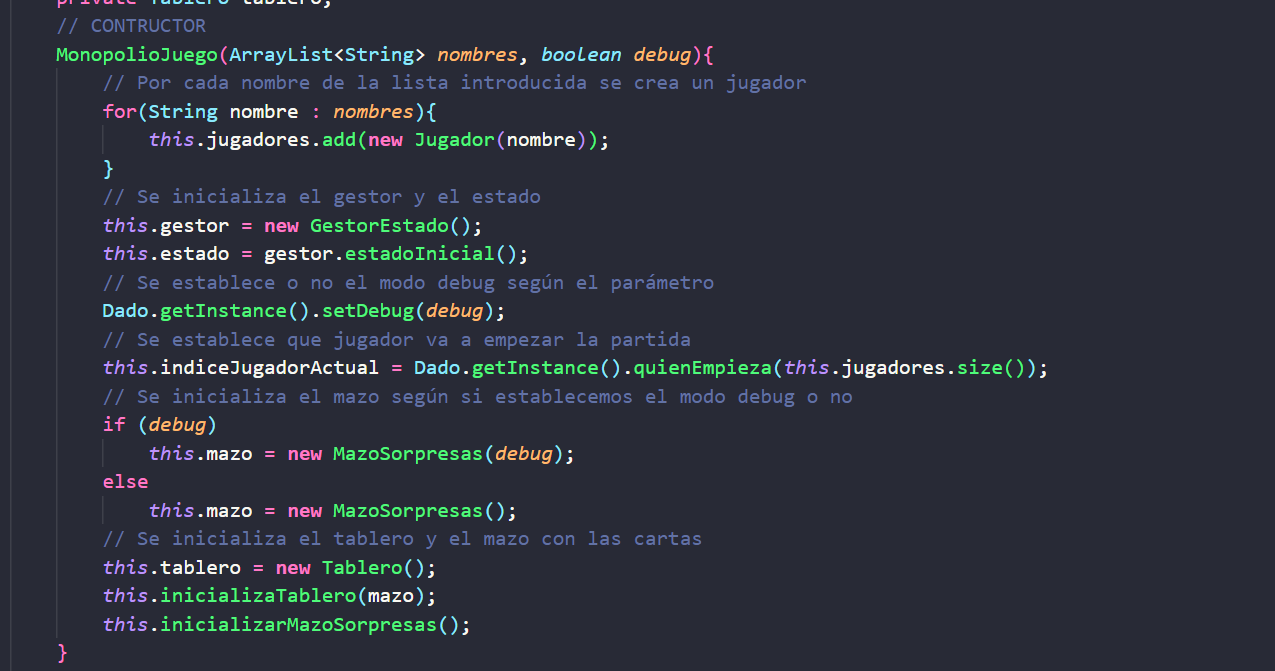 private Tablero tablero;
// CONTRUCTOR
MonopolioJuego(ArrayList<String> nombres, boolean debug){
// Por cada nombre de la lista introducida se crea un jugador
for(String nombre : nombres){
this.jugadores.add(new Jugador(nombre));
}
// Se inicializa el gestor y el estado
this.gestor = new GestorEstado();
this.estado = gestor.estadoInicial();
// Se establece o no el modo debug según el parámetro
Dado.getInstance().setDebug(debug);
// Se establece que jugador va a empezar la partida
this.indiceJugadorActual = Dado.getInstance().quienEmpieza(this.jugadores.size());
// Se inicializa el mazo según si establecemos el modo debug o no
if (debug)
this.mazo = new MazoSorpresas(debug);
else
this.mazo = new MazoSorpresas();
// Se inicializa el tablero y el mazo con las cartas
this.tablero = new Tablero();
this.inicializaTablero(mazo);
this.inicializarMazoSorpresas();
}